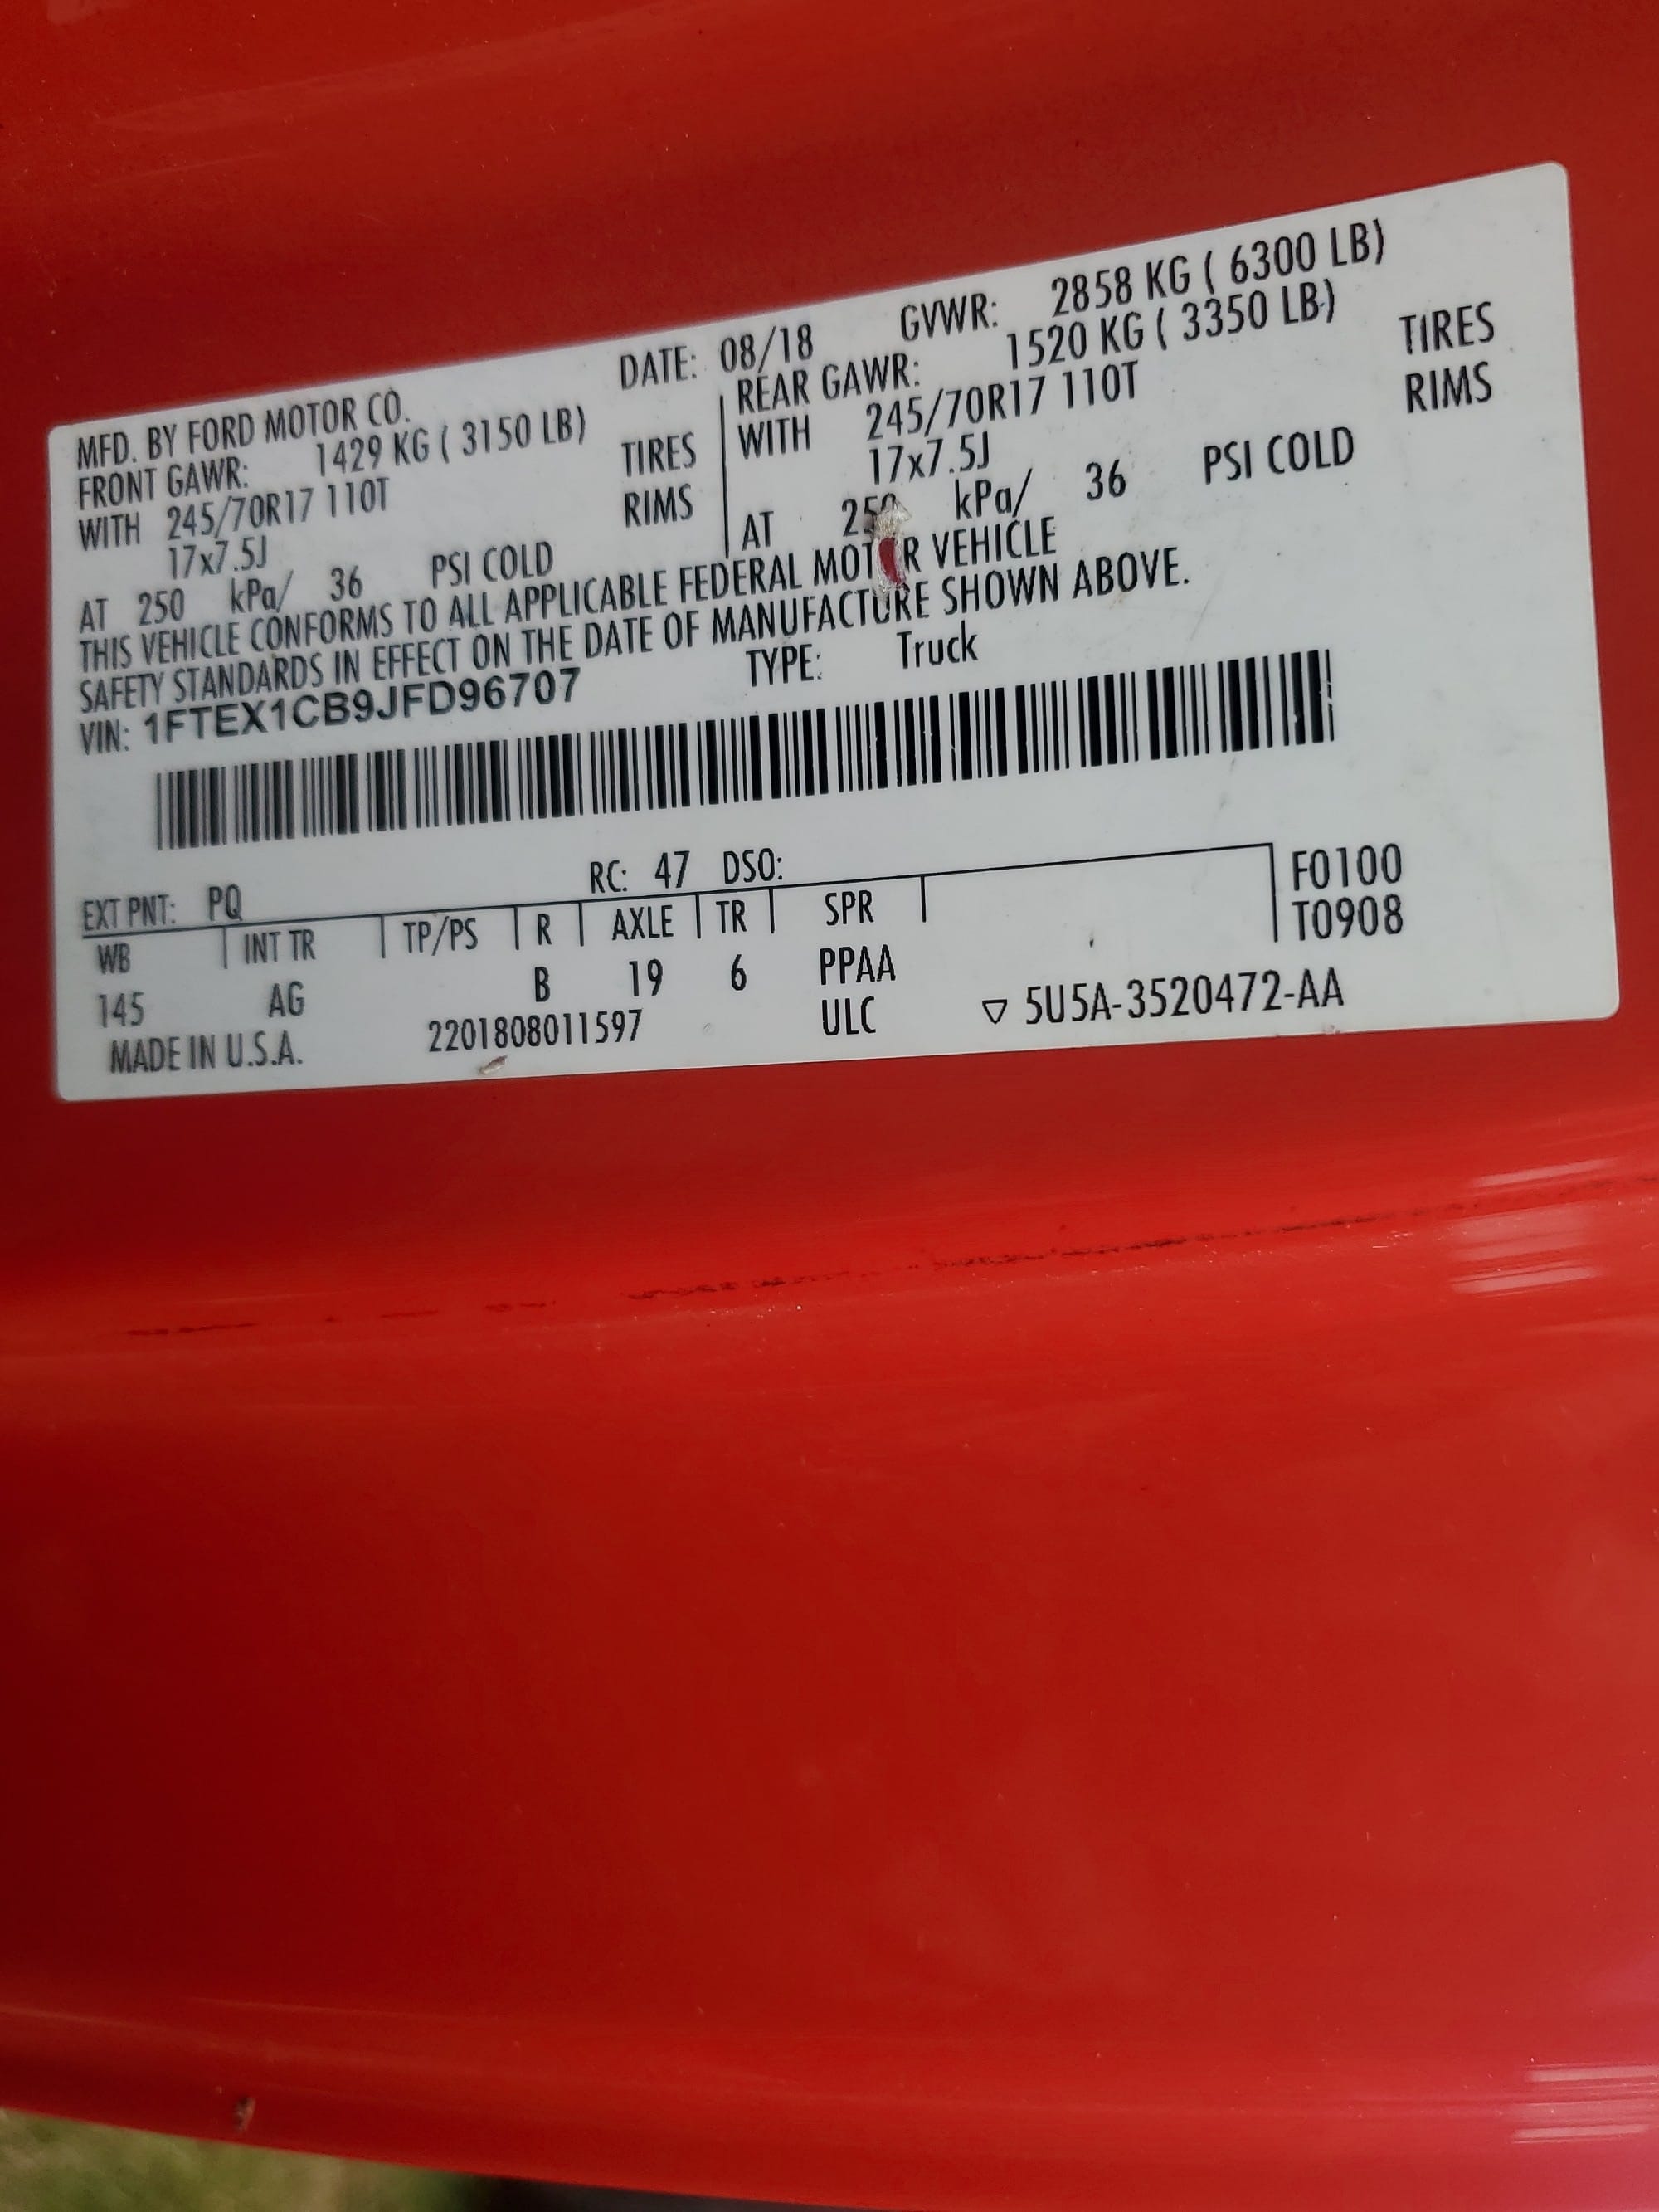 MFD. BY FORD MOTOR CO. DATE: 08/18 GVWR: 2858 KG ( 6300 LB)
FRONT GAWR: 1429 KG ( 3150 LB)
WITH 245/70R17 110T TIRES
17x7.5J RIMS
AT 250 kPa/ 36 PSI COLD
REAR GAWR: 1520 KG ( 3350 LB)
WITH 245/70R17 110T TIRES
17x7.5J RIMS
AT 250 kPa/ 36 PSI COLD
THIS VEHICLE CONFORMS TO ALL APPLICABLE FEDERAL MOTOR VEHICLE
SAFETY STANDARDS IN EFFECT ON THE DATE OF MANUFACTURE SHOWN ABOVE.
VIN: 1FTEX1CB9JFD96707 TYPE: Truck
EXT PNT: PQ RC: 47 DSO:
WB INT TR TP/PS R AXLE TR SPR F0100
145 AG B 19 6 PPAA T0908
MADE IN U.S.A. 2201808011597 ULC ▽ 5U5A-3520472-AA